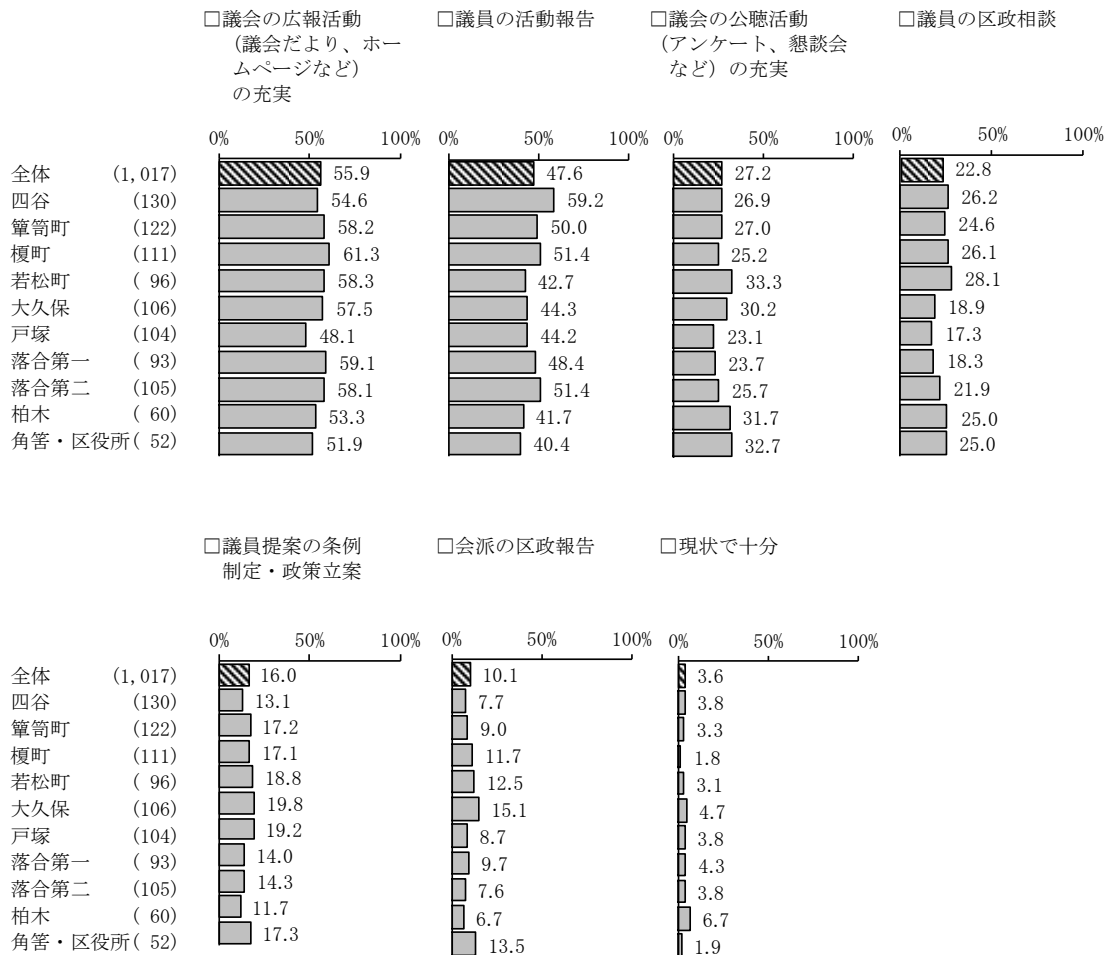 □議会の広報活動
(議会だより、ホー
ムページなど)
の充実
□議員の活動報告
□議会の公聴活動
(アンケート、懇談会
など)の充実
□議員の区政相談
0% 50% 100% 0% 50% 100% 0% 50% 100% 0% 50% 100%
全体 (1,017) 55.9 47.6 27.2 22.8
四谷 (130) 54.6 59.2 26.9 26.2
簞笥町 (122) 58.2 50.0 27.0 24.6
榎町 (111) 61.3 51.4 25.2 26.1
若松町 ( 96) 58.3 42.7 33.3 28.1
大久保 (106) 57.5 44.3 30.2 18.9
戸塚 (104) 48.1 44.2 23.1 17.3
落合第一 ( 93) 59.1 48.4 23.7 18.3
落合第二 (105) 58.1 51.4 25.7 21.9
柏木 ( 60) 53.3 41.7 31.7 25.0
角筈・区役所( 52) 51.9 40.4 32.7 25.0
□議員提案の条例
制定・政策立案
□会派の区政報告
□現状で十分
0% 50% 100% 0% 50% 100% 0% 50% 100%
全体 (1,017) 16.0 10.1 3.6
四谷 (130) 13.1 7.7 3.8
簞笥町 (122) 17.2 9.0 3.3
榎町 (111) 17.1 11.7 1.8
若松町 ( 96) 18.8 12.5 3.1
大久保 (106) 19.8 15.1 4.7
戸塚 (104) 19.2 8.7 3.8
落合第一 ( 93) 14.0 9.7 4.3
落合第二 (105) 14.3 7.6 3.8
柏木 ( 60) 11.7 6.7 6.7
角筈・区役所( 52) 17.3 13.5 1.9